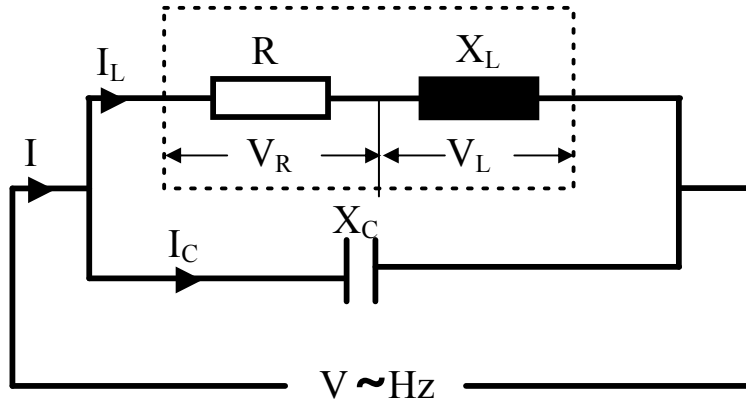 R X_L
I_L
I V_R V_L
I_C X_C
V ~Hz